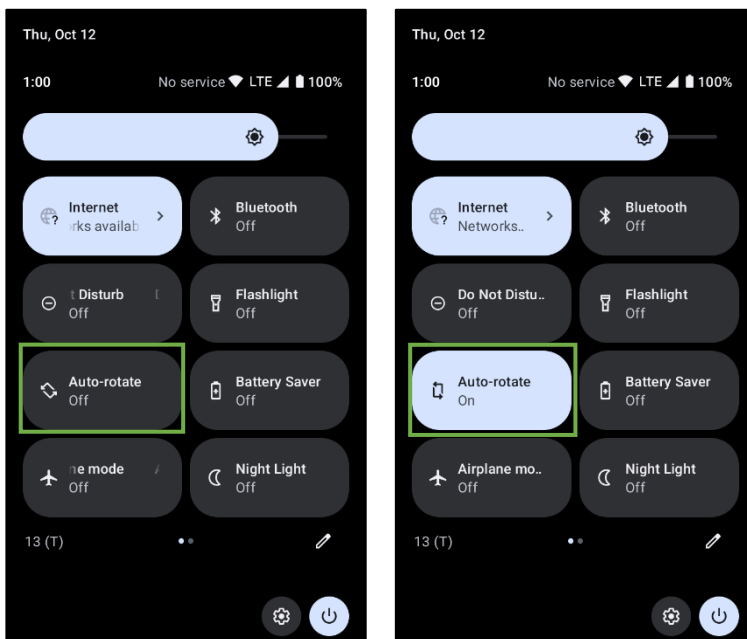 Thu, Oct 12
1:00 No service LTE 100%
Internet
rks availab
Bluetooth
Off
t Disturb
Off
Flashlight
Off
Auto-rotate
Off
Battery Saver
Off
ne mode
Off
Night Light
Off
13 (T)
Thu, Oct 12
1:00 No service LTE 100%
Internet
Networks..
Bluetooth
Off
Do Not Distu..
Off
Flashlight
Off
Auto-rotate
On
Battery Saver
Off
Airplane mo..
Off
Night Light
Off
13 (T)